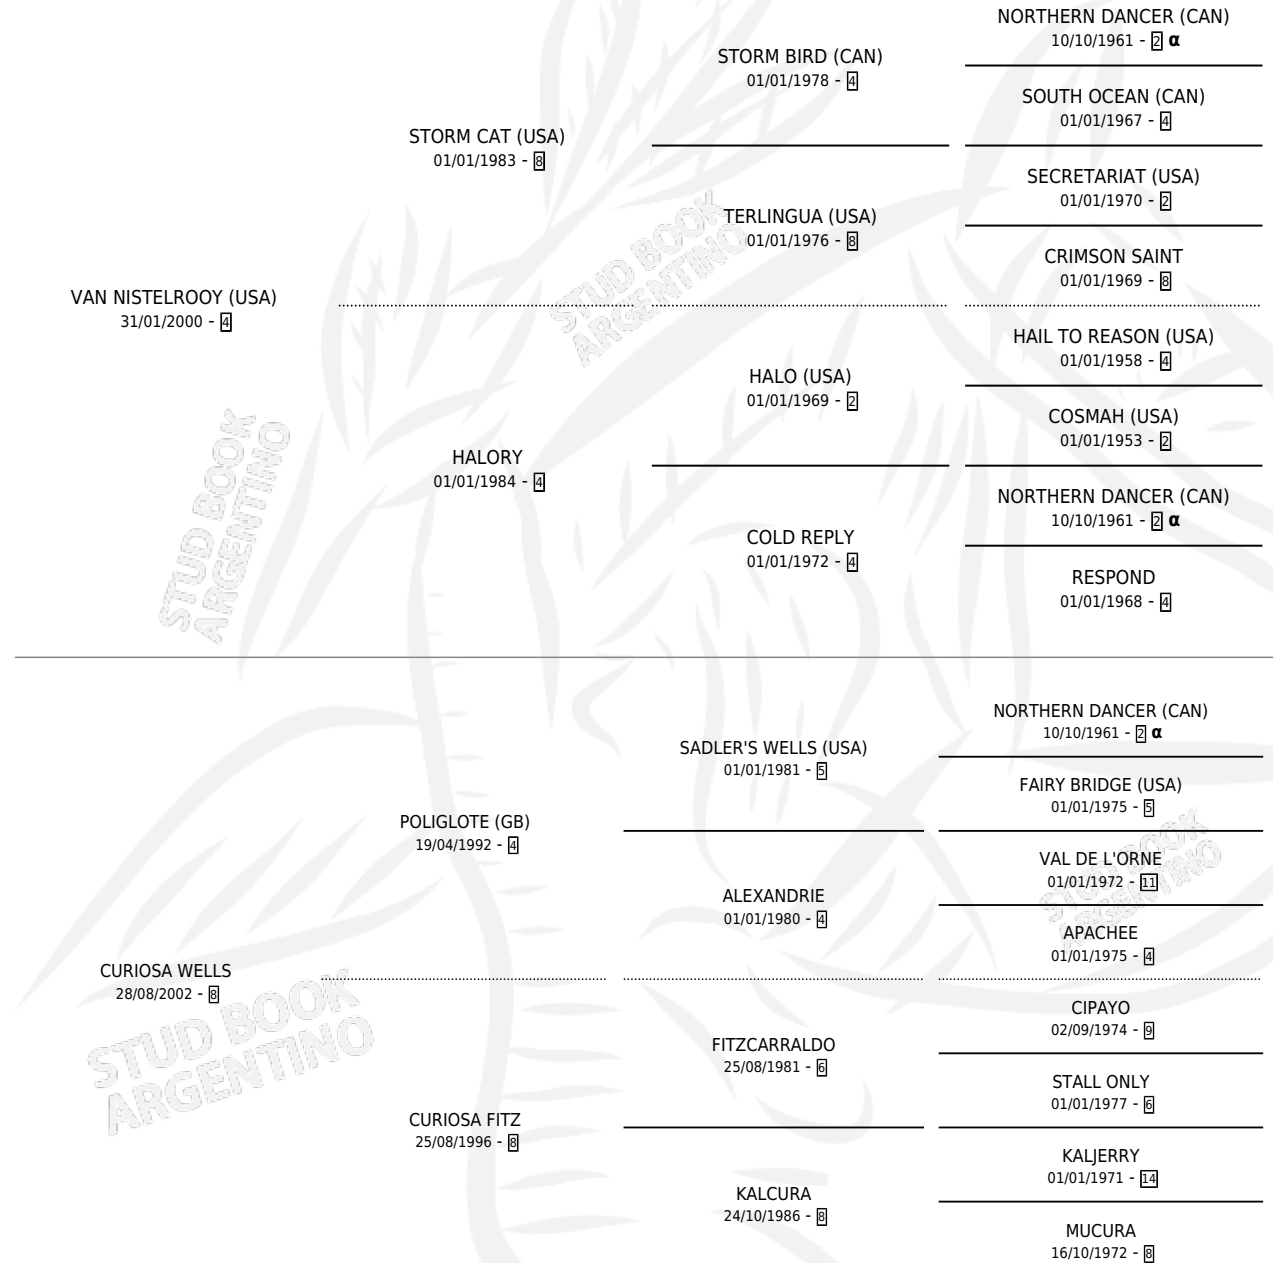 NORTHERN DANCER (CAN)
10/10/1961 - 2 α
STORM BIRD (CAN)
01/01/1978 - 4
SOUTH OCEAN (CAN)
01/01/1967 - 4
STORM CAT (USA)
01/01/1983 - 8
SECRETARIAT (USA)
01/01/1970 - 2
TERLINGUA (USA)
01/01/1976 - 8
CRIMSON SAINT
01/01/1969 - 8
VAN NISTELROOY (USA)
31/01/2000 - 4
STUD BOOK
ARGENTINO
HAIL TO REASON (USA)
01/01/1958 - 4
HALO (USA)
01/01/1969 - 2
COSMAH (USA)
01/01/1953 - 2
HALORY
01/01/1984 - 4
NORTHERN DANCER (CAN)
10/10/1961 - 2 α
COLD REPLY
01/01/1972 - 4
RESPOND
01/01/1968 - 4
STUD BOOK
ARGENTINO
NORTHERN DANCER (CAN)
10/10/1961 - 2 α
SADLER'S WELLS (USA)
01/01/1981 - 5
FAIRY BRIDGE (USA)
01/01/1975 - 5
POLIGLOTE (GB)
19/04/1992 - 4
VAL DE L'ORNE
01/01/1972 - 11
ALEXANDRIE
01/01/1980 - 4
APACHEE
01/01/1975 - 4
STUD BOOK
ARGENTINO
CURIOSA WELLS
28/08/2002 - 8
CIPAYO
02/09/1974 - 9
FITZCARRALDO
25/08/1981 - 6
STALL ONLY
01/01/1977 - 6
CURIOSA FITZ
25/08/1996 - 8
KALJERRY
01/01/1971 - 14
KALCURA
24/10/1986 - 8
MUCURA
16/10/1972 - 8
STUD BOOK
ARGENTINO